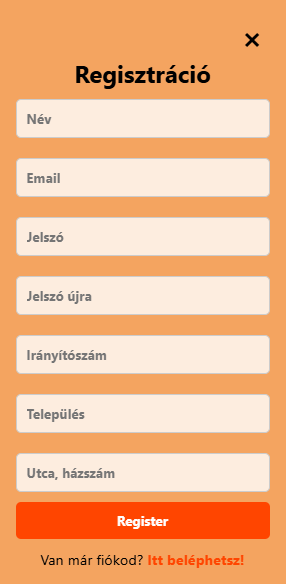 Regisztráció
Név
Email
Jelszó
Jelszó újra
Irányítószám
Település
Utca, házszám
Register
Van már fiókod? Itt beléphetsz!